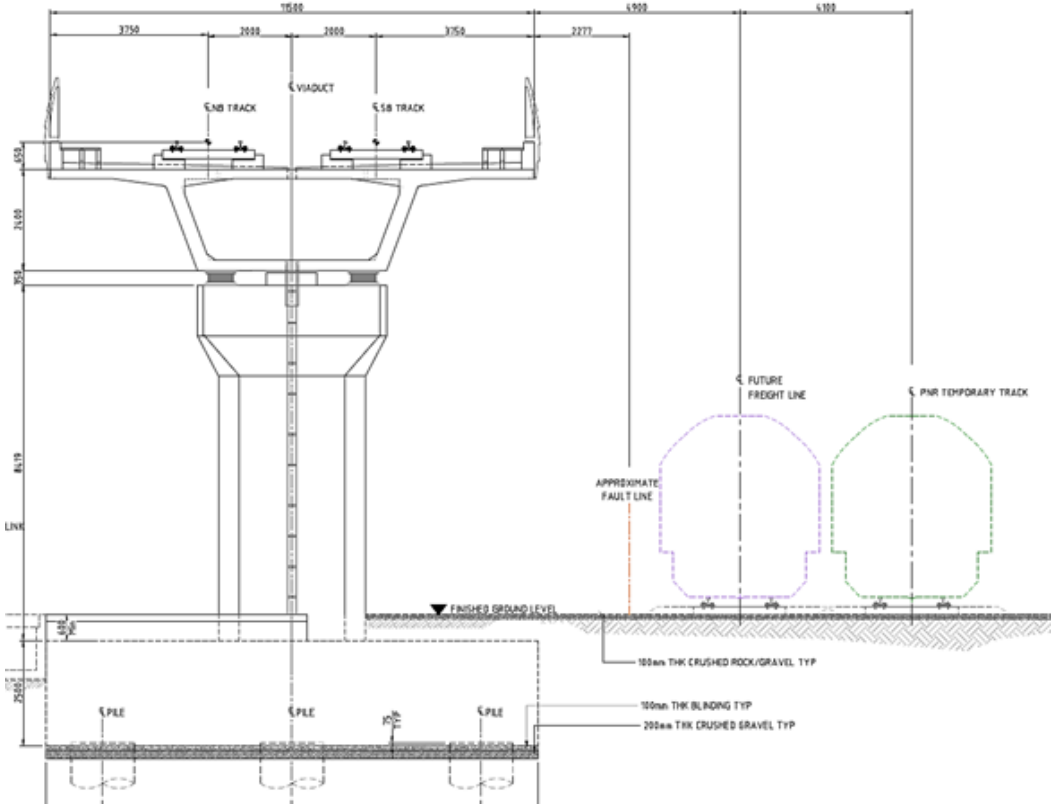 11500
4900
4100
3750
2000
2000
3750
2277
℄ VIADUCT
℄ NB TRACK
℄ SB TRACK
650
2400
350
℄ FUTURE
FREIGHT LINE
℄ PNR TEMPORARY TRACK
8419
APPROXIMATE
FAULT LINE
LINK
FINISHED GROUND LEVEL
600
100mm THK CRUSHED ROCK/GRAVEL TYP
2500
℄ PILE
℄ PILE
℄ PILE
75
TYP
100mm THK BLINDING TYP
200mm THK CRUSHED GRAVEL TYP